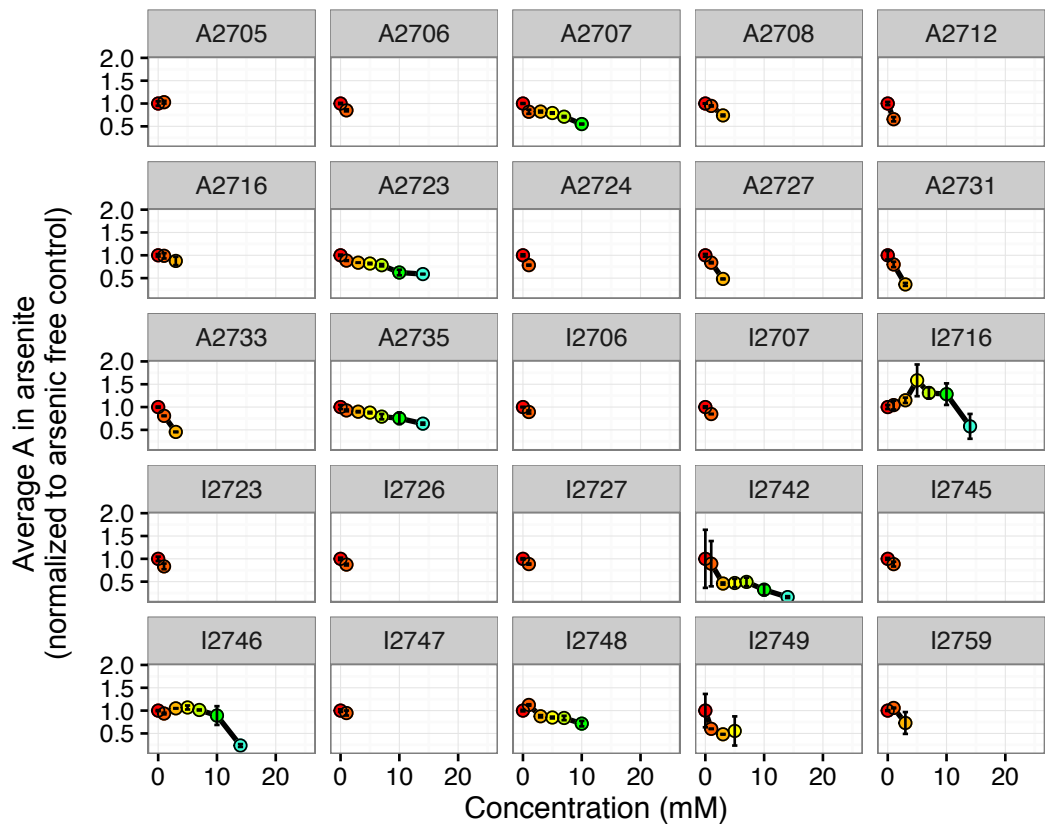 A2705 A2706 A2707 A2708 A2712
2.0
1.5
1.0
0.5
A2716 A2723 A2724 A2727 A2731
2.0
1.5
1.0
0.5
A2733 A2735 I2706 I2707 I2716
2.0
1.5
1.0
0.5
I2723 I2726 I2727 I2742 I2745
2.0
1.5
1.0
0.5
I2746 I2747 I2748 I2749 I2759
2.0
1.5
1.0
0.5
0 10 20 0 10 20 0 10 20 0 10 20 0 10 20
Concentration (mM)
Average A in arsenite
(normalized to arsenic free control)